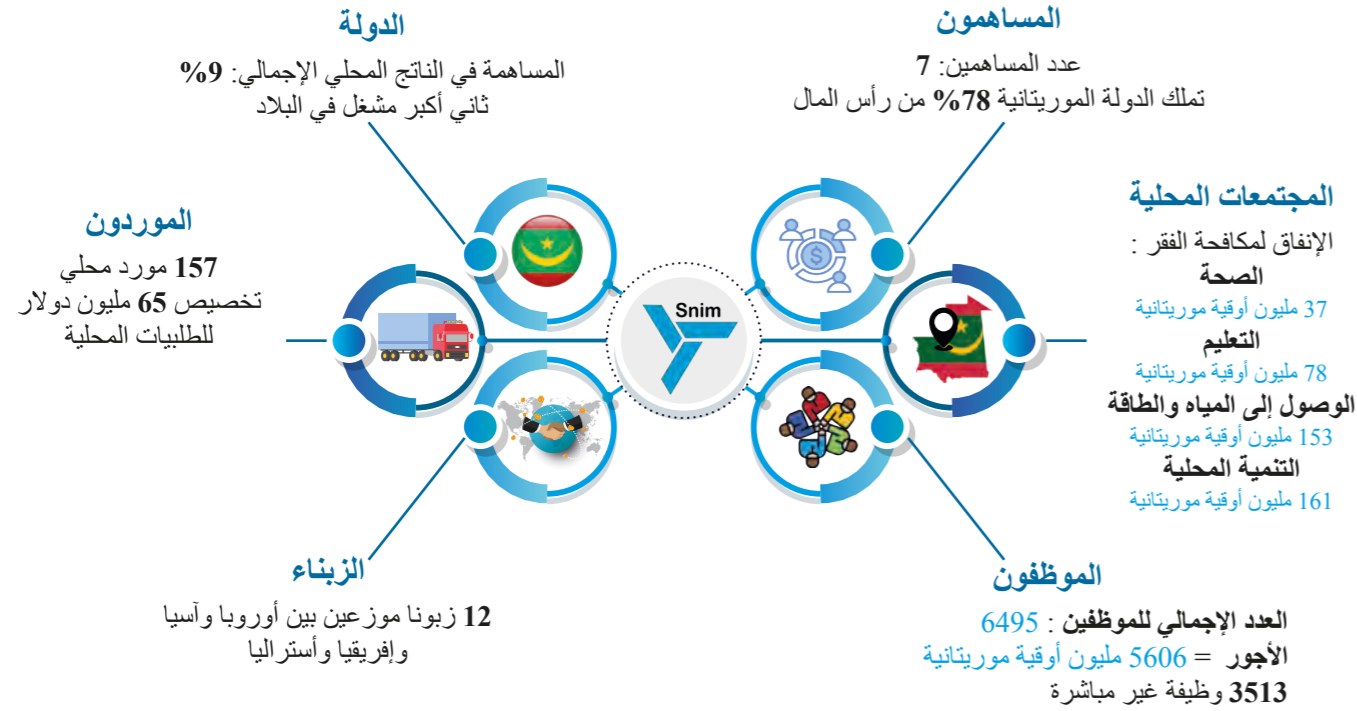 المساهمون
عدد المساهمين: 7
تملك الدولة الموريتانية 78% من رأس المال
الدولة
المساهمة في الناتج المحلي الإجمالي: 9%
ثاني أكبر مشغل في البلاد
المجتمعات المحلية
الإنفاق لمكافحة الفقر :
الصحة
37 مليون أوقية موريتانية
التعليم
78 مليون أوقية موريتانية
الوصول إلى المياه والطاقة
153 مليون أوقية موريتانية
التنمية المحلية
161 مليون أوقية موريتانية
Snim
الموردون
157 مورد محلي
تخصيص 65 مليون دولار
للطلبيات المحلية
الموظفون
العدد الإجمالي للموظفين : 6495
الأجور = 5606 مليون أوقية موريتانية
3513 وظيفة غير مباشرة
الزبناء
12 زبونا موزعين بين أوروبا وآسيا
وإفريقيا وأستراليا